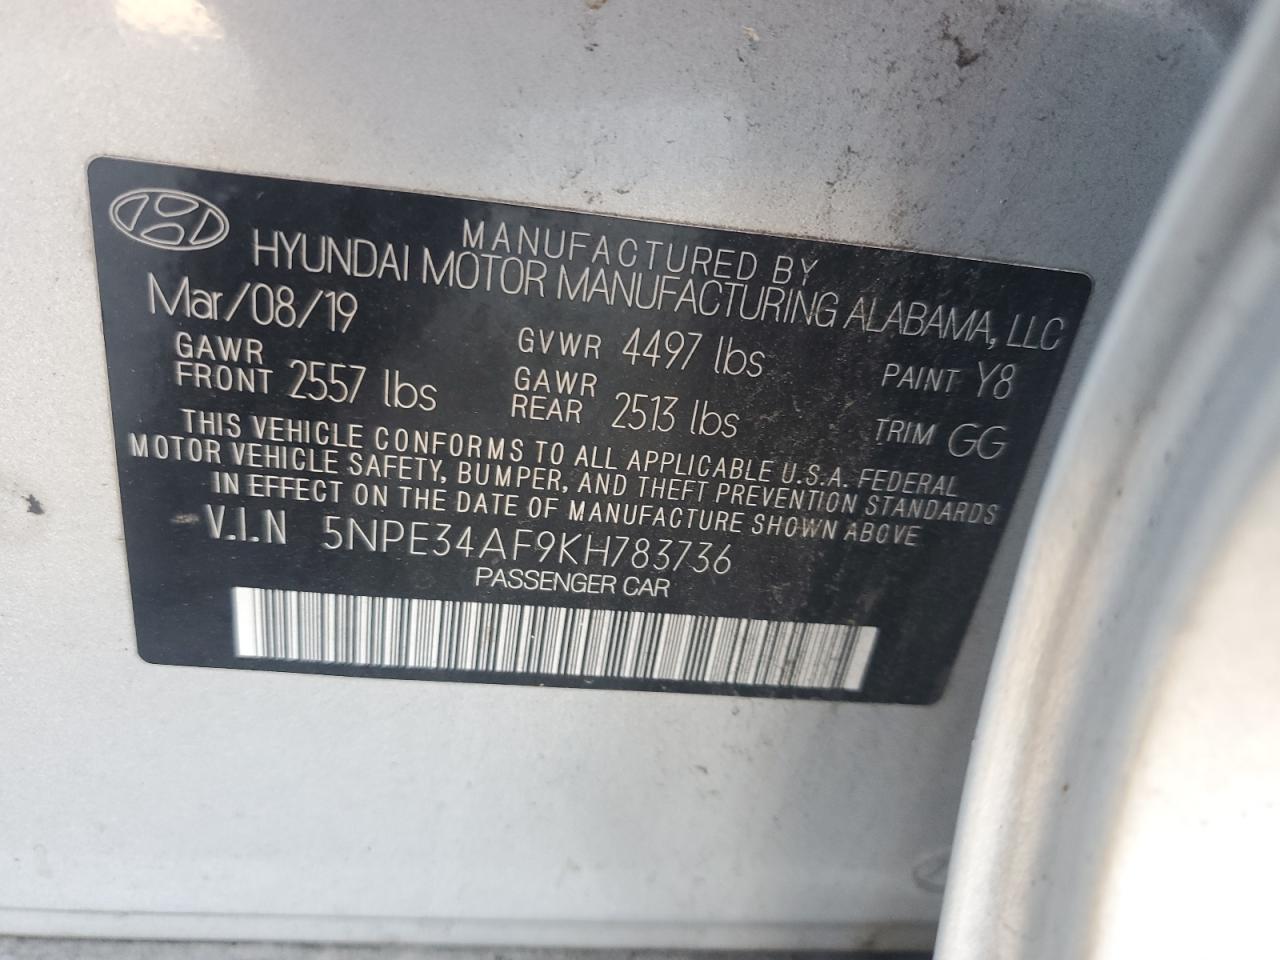 MANUFACTURED BY
HYUNDAI MOTOR MANUFACTURING ALABAMA, LLC
Mar/08/19
GAWR FRONT 2557 lbs
GVWR 4497 lbs
GAWR REAR 2513 lbs
PAINT Y8
TRIM GG
THIS VEHICLE CONFORMS TO ALL APPLICABLE U.S.A. FEDERAL
MOTOR VEHICLE SAFETY, BUMPER, AND THEFT PREVENTION STANDARDS
IN EFFECT ON THE DATE OF MANUFACTURE SHOWN ABOVE
V.I.N 5NPE34AF9KH783736
PASSENGER CAR